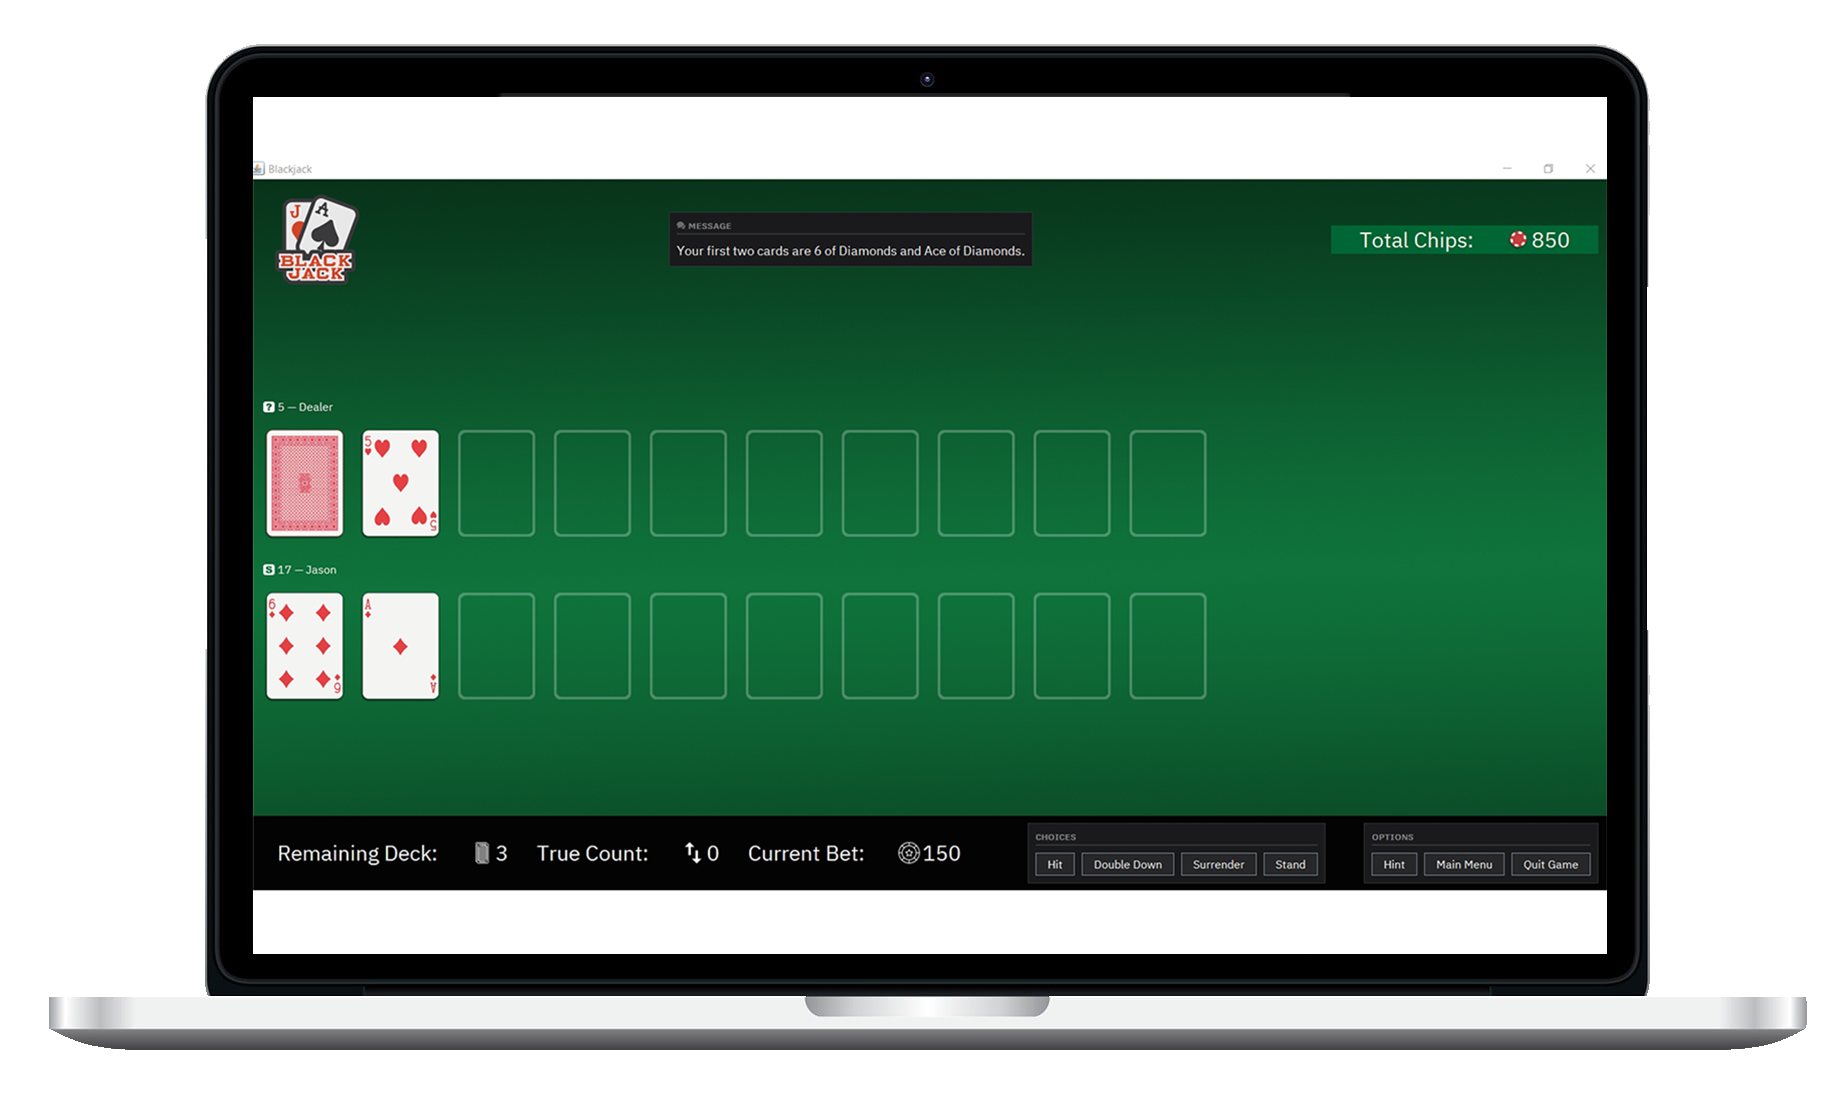 Blackjack
J A
BLACK
JACK
MESSAGE
Your first two cards are 6 of Diamonds and Ace of Diamonds.
Total Chips: 850
? 5 — Dealer
5
5
S 17 — Jason
6 A
6 A
Remaining Deck: 3 True Count: 0 Current Bet: 150
CHOICES
Hit Double Down Surrender Stand
OPTIONS
Hint Main Menu Quit Game